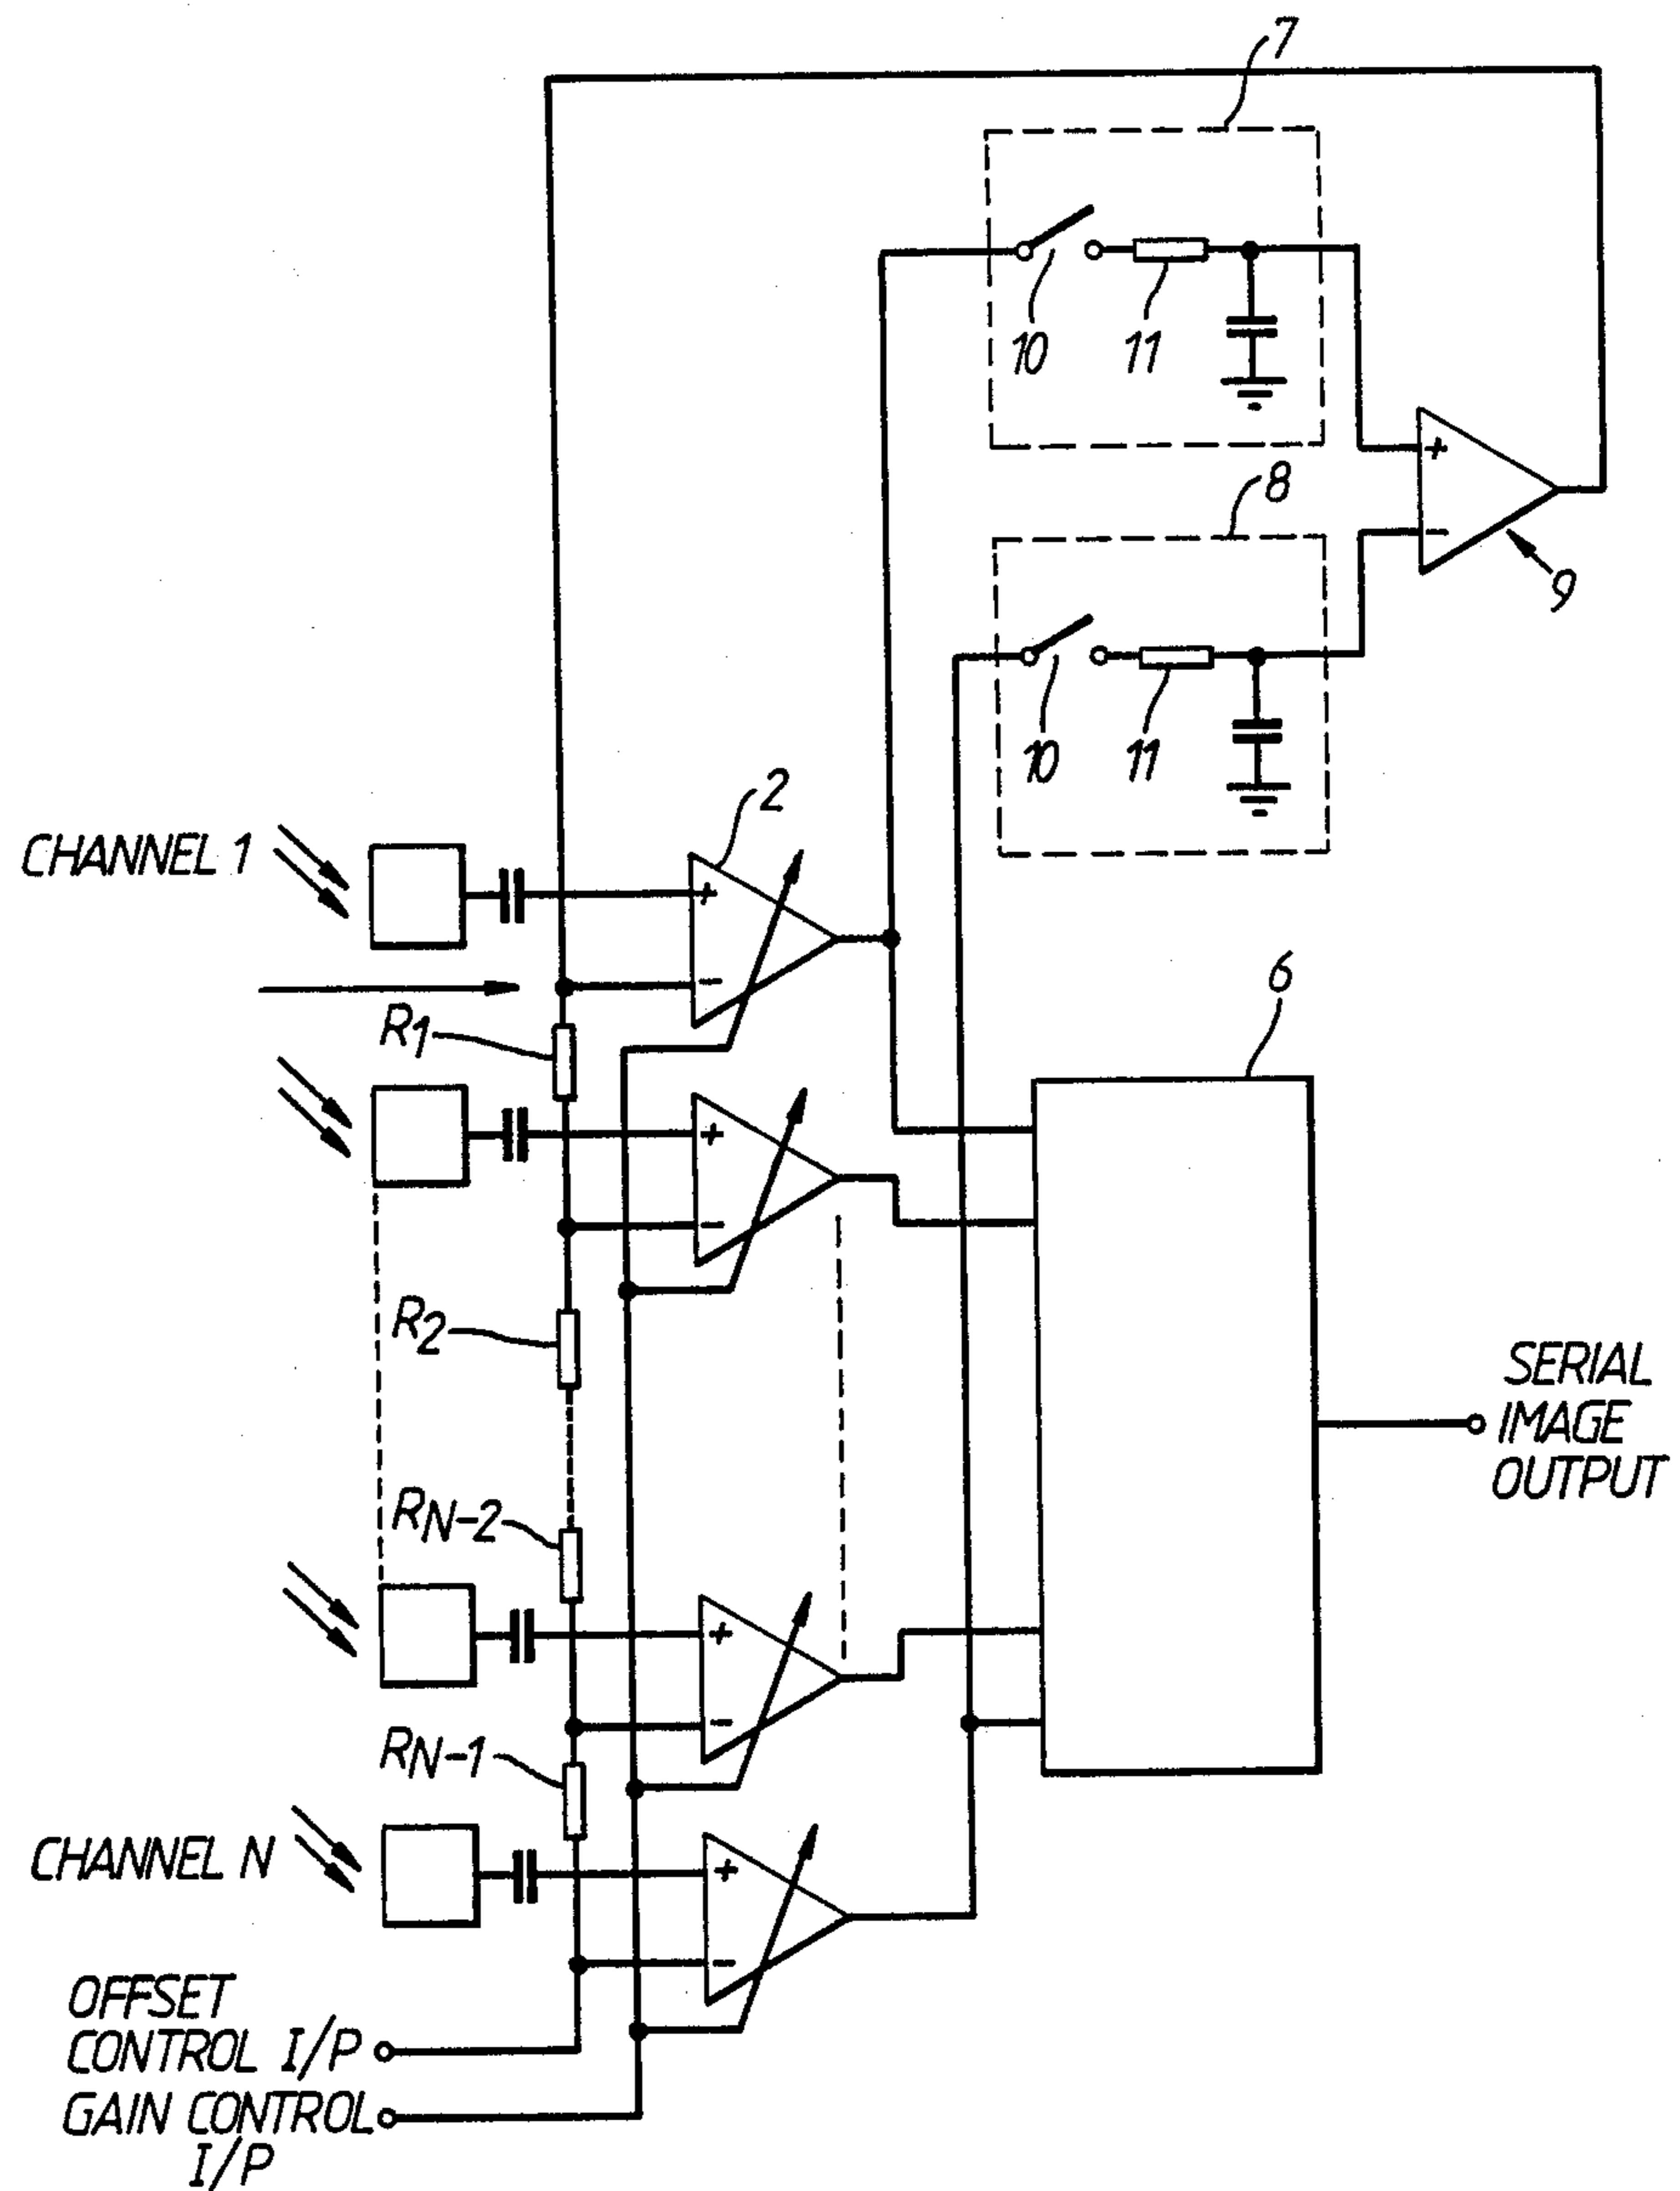 7
10
11
+
-
9
8
10
11
CHANNEL 1
2
+
-
R1
6
+
-
R2
SERIAL
IMAGE
OUTPUT
RN-2
+
-
RN-1
CHANNEL N
+
-
OFFSET
CONTROL I/P
GAIN CONTROL
I/P